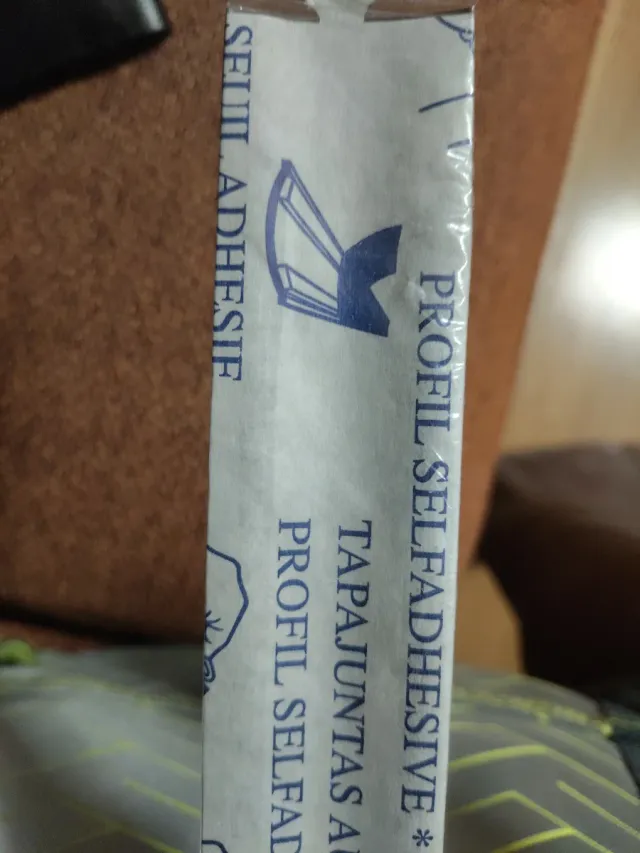 PROFIL SELFADHESIVE *
TAPAJUNTAS
PROFIL SELFAD
SEUIL ADHESIF